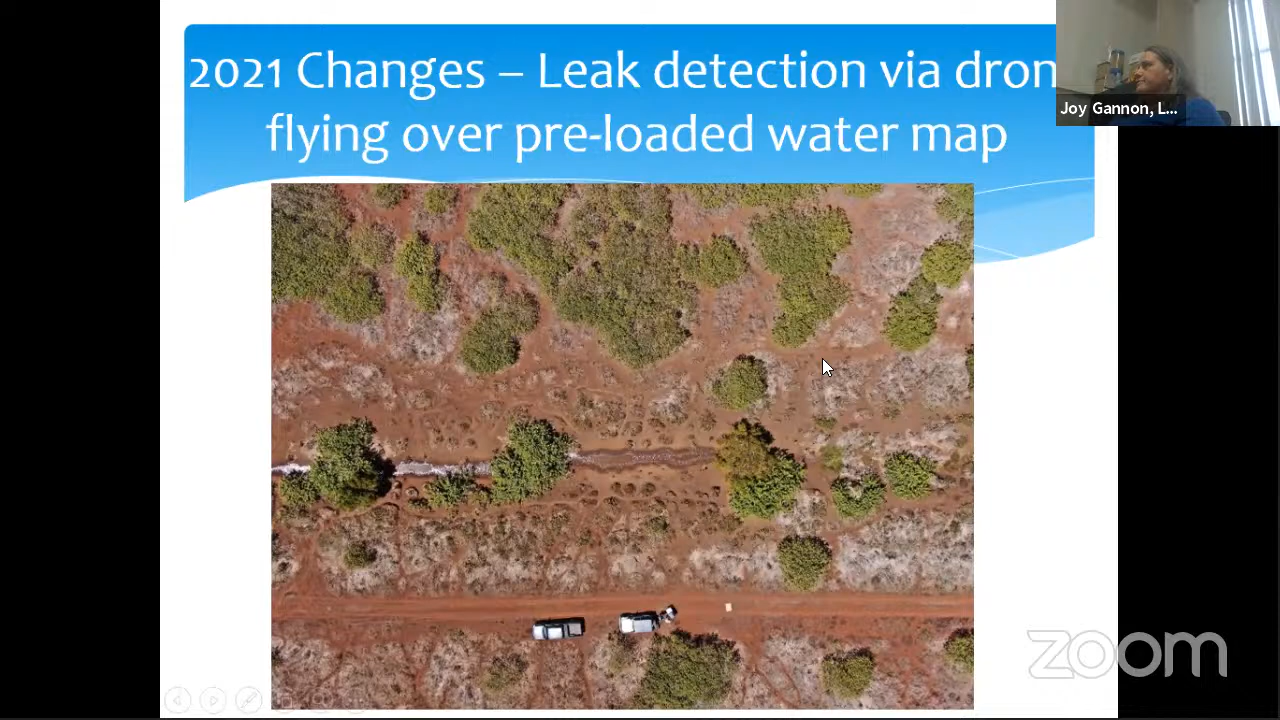 2021 Changes – Leak detection via dron
flying over pre-loaded water map
Joy Gannon, L...
zoom